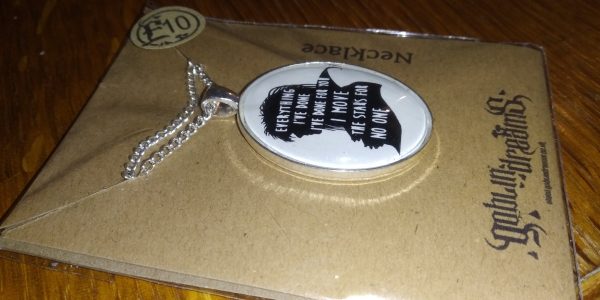 £10
Necklace
EVERYTHING
I'VE DONE
I'VE DONE FOR YOU
I MOVE
THE STARS FOR
NO ONE